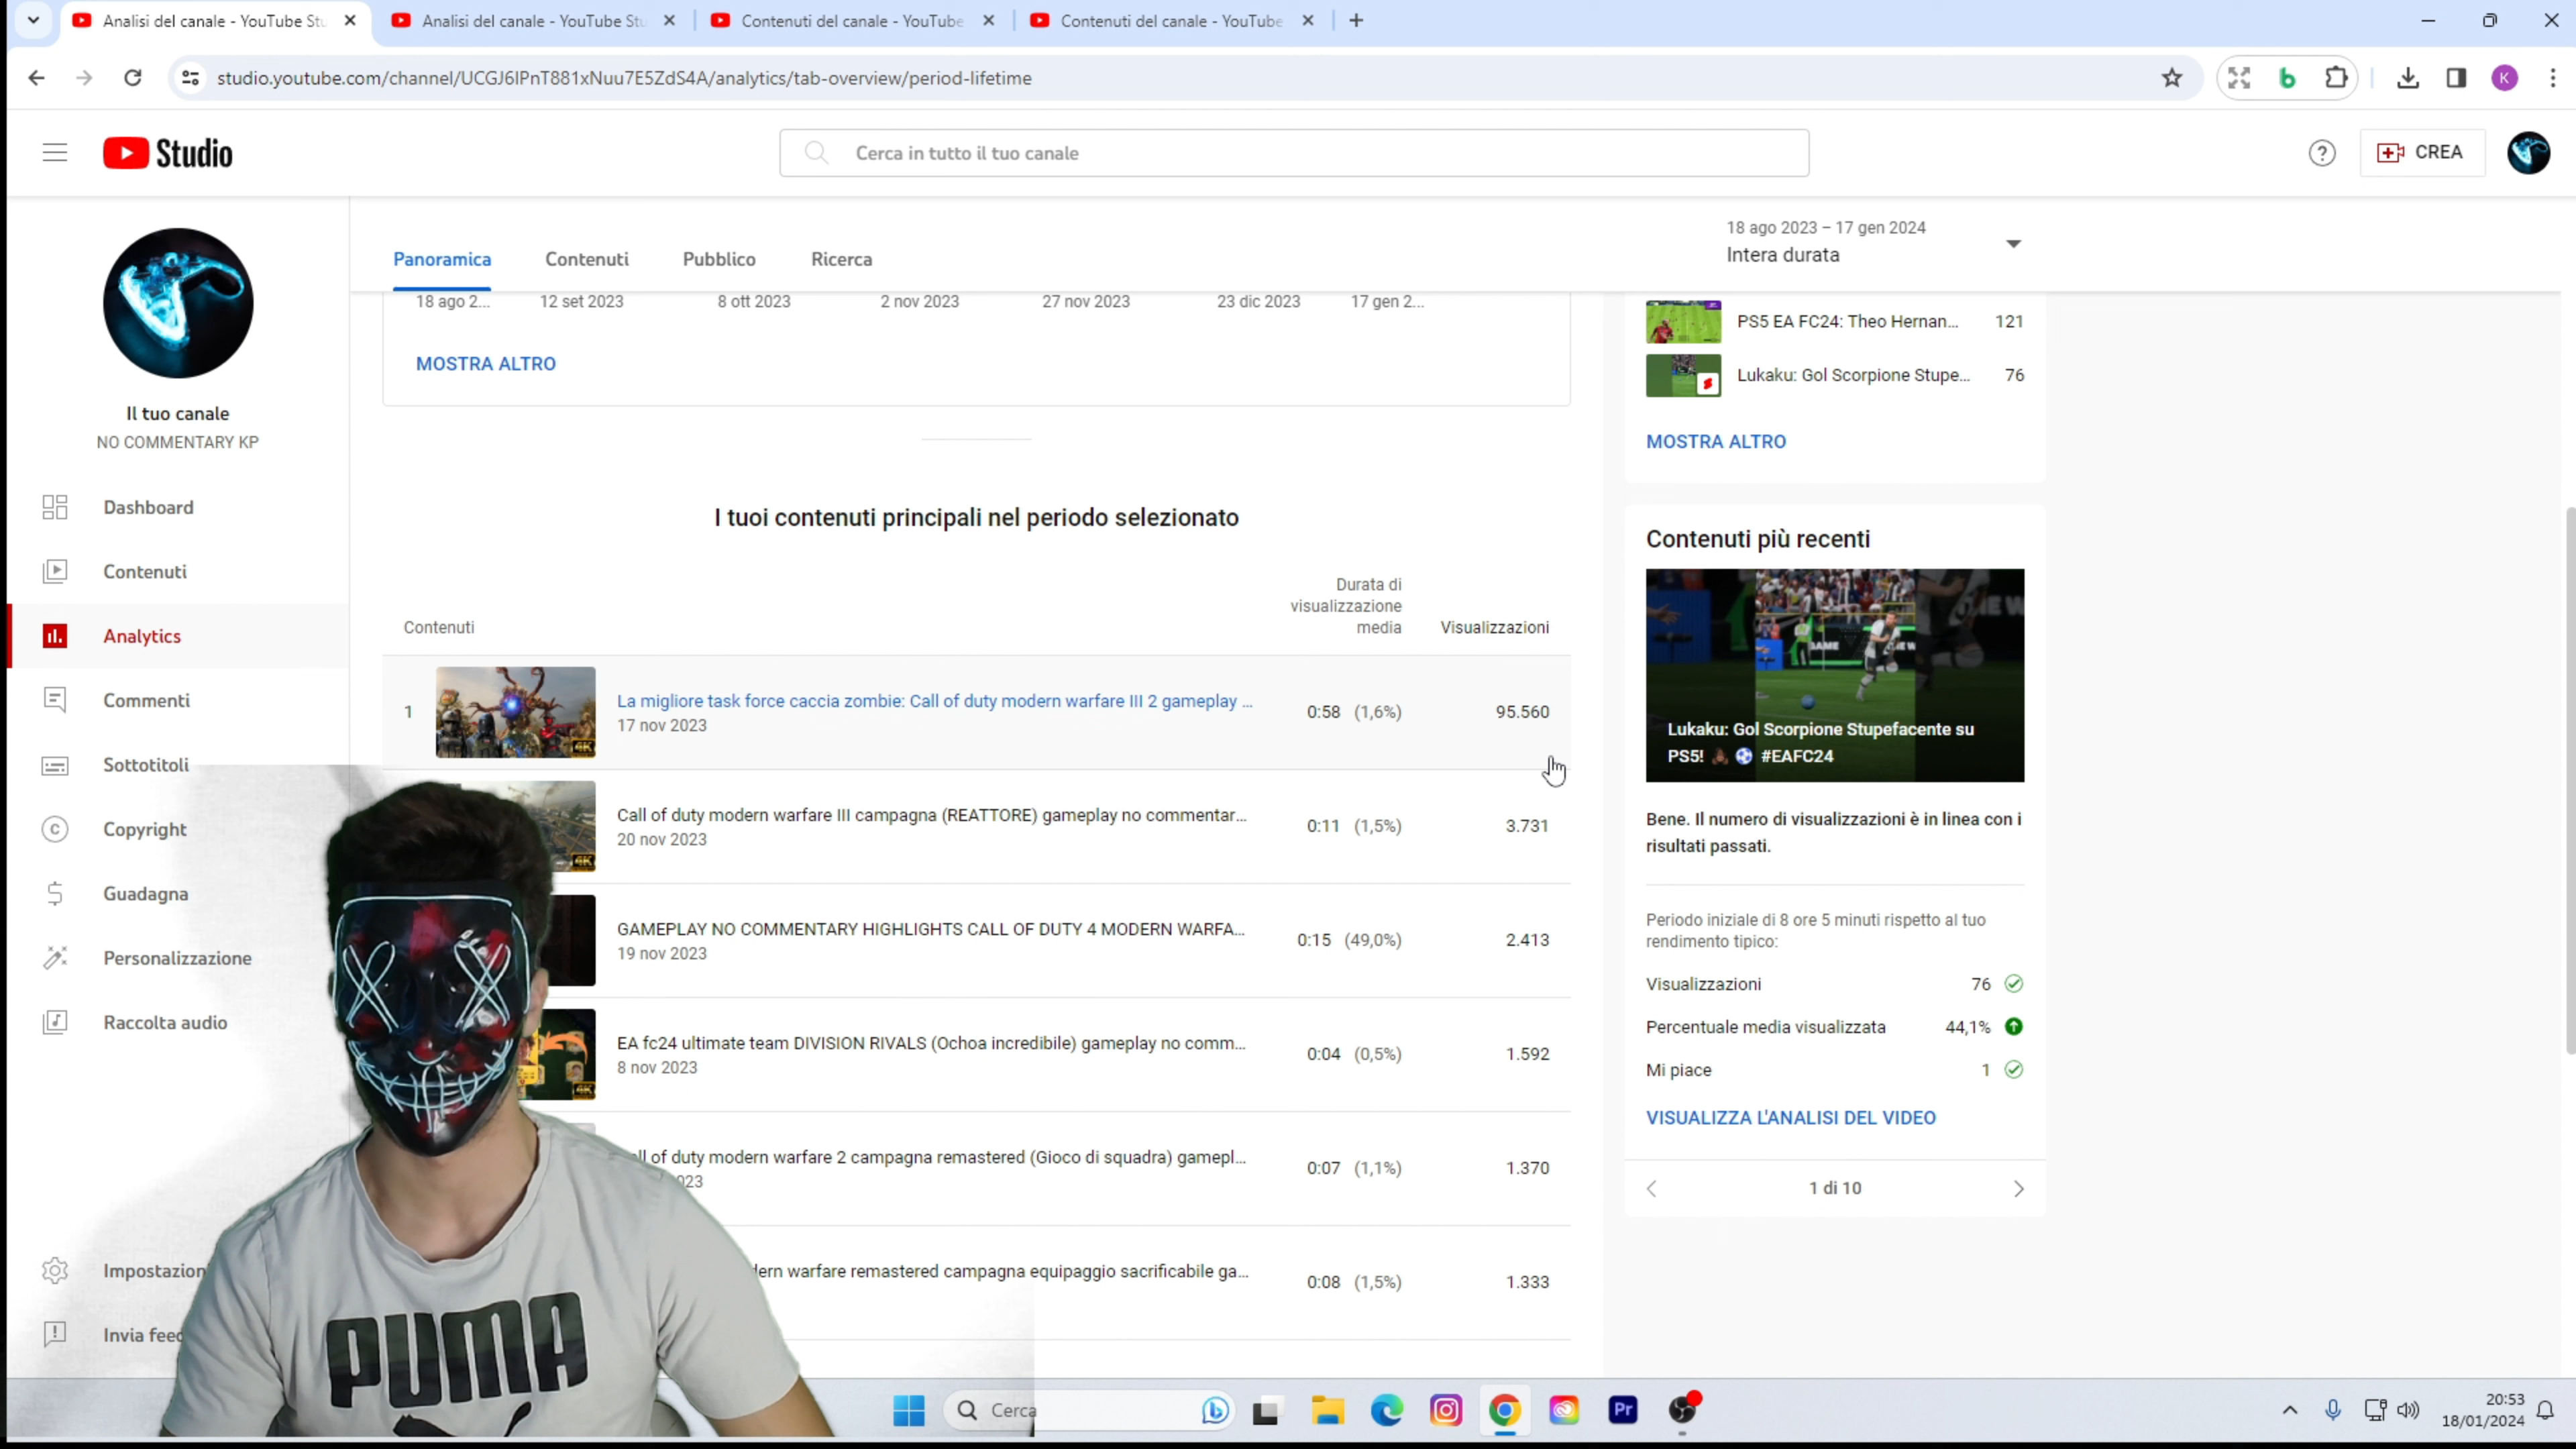 Analisi del canale - YouTube Stu
Analisi del canale - YouTube Stu
Contenuti del canale - YouTube
Contenuti del canale - YouTube
studio.youtube.com/channel/UCGJ6IPnT881xNuu7E5ZdS4A/analytics/tab-overview/period-lifetime
K
Studio
Cerca in tutto il tuo canale
CREA
Il tuo canale
NO COMMENTARY KP
Dashboard
Contenuti
Analytics
Commenti
Sottotitoli
Copyright
Guadagna
Personalizzazione
Raccolta audio
Impostazion
Invia feed
Panoramica
Contenuti
Pubblico
Ricerca
18 ago 2023 – 17 gen 2024
Intera durata
18 ago 2... 12 set 2023 8 ott 2023 2 nov 2023 27 nov 2023 23 dic 2023 17 gen 2...
MOSTRA ALTRO
I tuoi contenuti principali nel periodo selezionato
Contenuti
Durata di
visualizzazione
media
Visualizzazioni
1
4K
La migliore task force caccia zombie: Call of duty modern warfare III 2 gameplay ...
17 nov 2023
0:58 (1,6%) 95.560
4K
Call of duty modern warfare III campagna (REATTORE) gameplay no commentar...
20 nov 2023
0:11 (1,5%) 3.731
GAMEPLAY NO COMMENTARY HIGHLIGHTS CALL OF DUTY 4 MODERN WARFA...
19 nov 2023
0:15 (49,0%) 2.413
4K
EA fc24 ultimate team DIVISION RIVALS (Ochoa incredibile) gameplay no comm...
8 nov 2023
0:04 (0,5%) 1.592
ll of duty modern warfare 2 campagna remastered (Gioco di squadra) gamepl...
023
0:07 (1,1%) 1.370
dern warfare remastered campagna equipaggio sacrificabile ga...
0:08 (1,5%) 1.333
PS5 EA FC24: Theo Hernan... 121
Lukaku: Gol Scorpione Stupe... 76
MOSTRA ALTRO
Contenuti più recenti
Lukaku: Gol Scorpione Stupefacente su
PS5! #EAFC24
Bene. Il numero di visualizzazioni è in linea con i
risultati passati.
Periodo iniziale di 8 ore 5 minuti rispetto al tuo
rendimento tipico:
Visualizzazioni 76
Percentuale media visualizzata 44,1%
Mi piace 1
VISUALIZZA L'ANALISI DEL VIDEO
1 di 10
PUMA
Cerca
Pr
20:53
18/01/2024